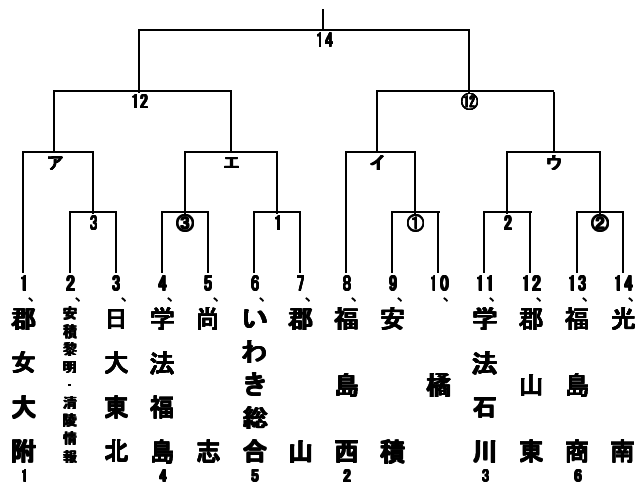 14
12 ⑫
ア エ イ ウ
3 ③ 1 ① 2 ②
1、 2、 3、 4、 5、 6、 7、 8、 9、 10、 11、 12、 13、 14、
郡女大附
安積黎明・清陵情報
日大東北
学法福島
尚志
いわき総合
郡山
福島西
安積
橘
学法石川
郡山東
福島商
光南
1 4 5 2 3 6